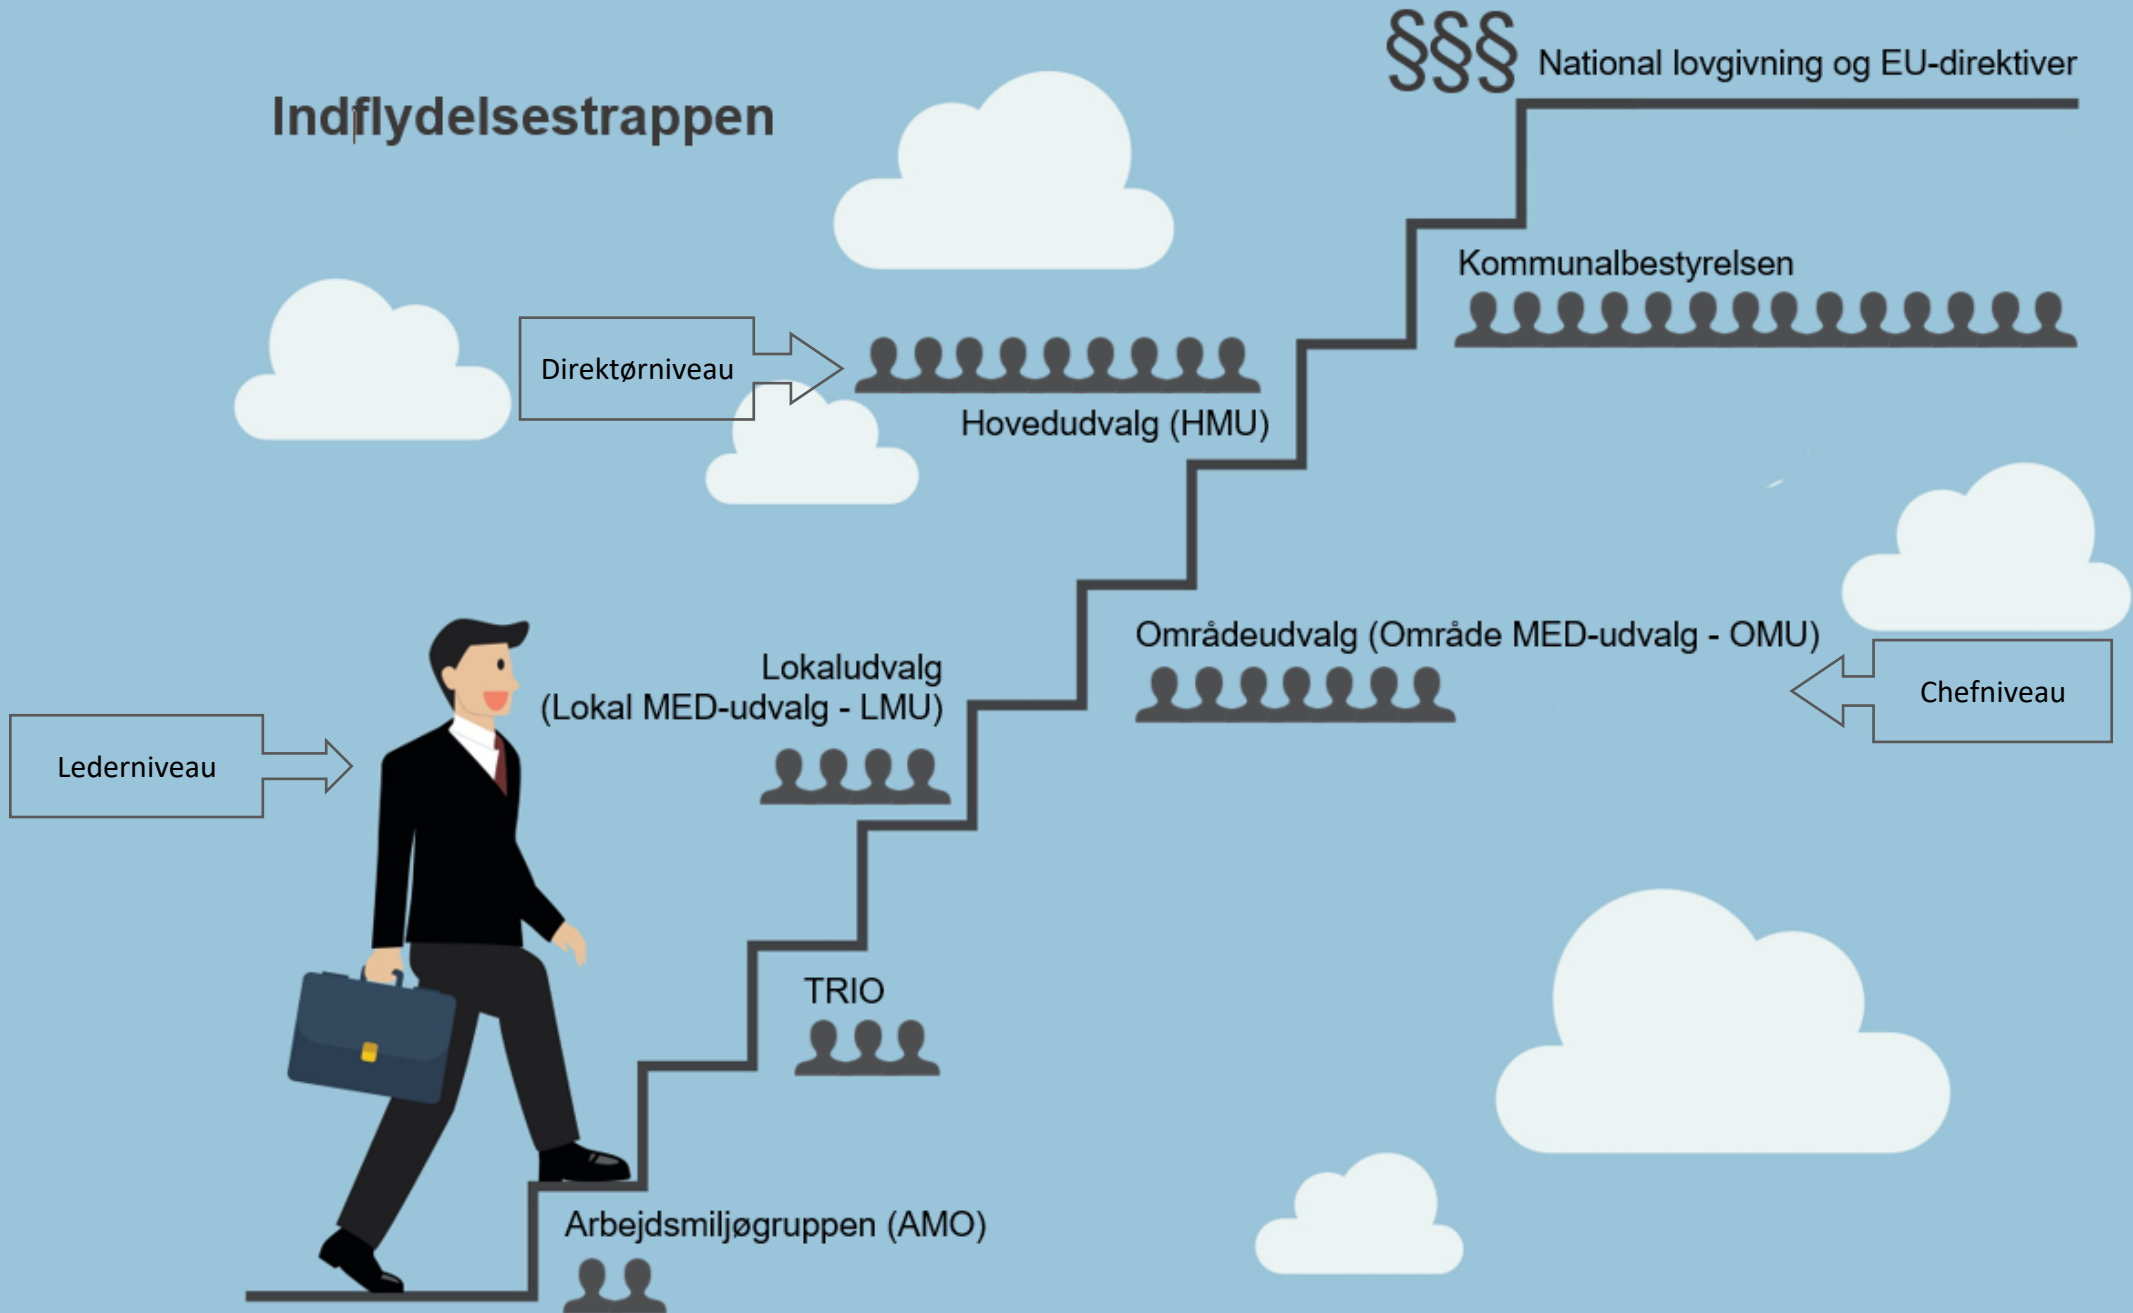 §§§ National lovgivning og EU-direktiver
Indflydelsestrappen
Kommunalbestyrelsen
Direktørniveau
Hovedudvalg (HMU)
Områdeudvalg (Område MED-udvalg - OMU)
Lokaludvalg
(Lokal MED-udvalg - LMU)
Chefniveau
Lederniveau
TRIO
Arbejdsmiljøgruppen (AMO)